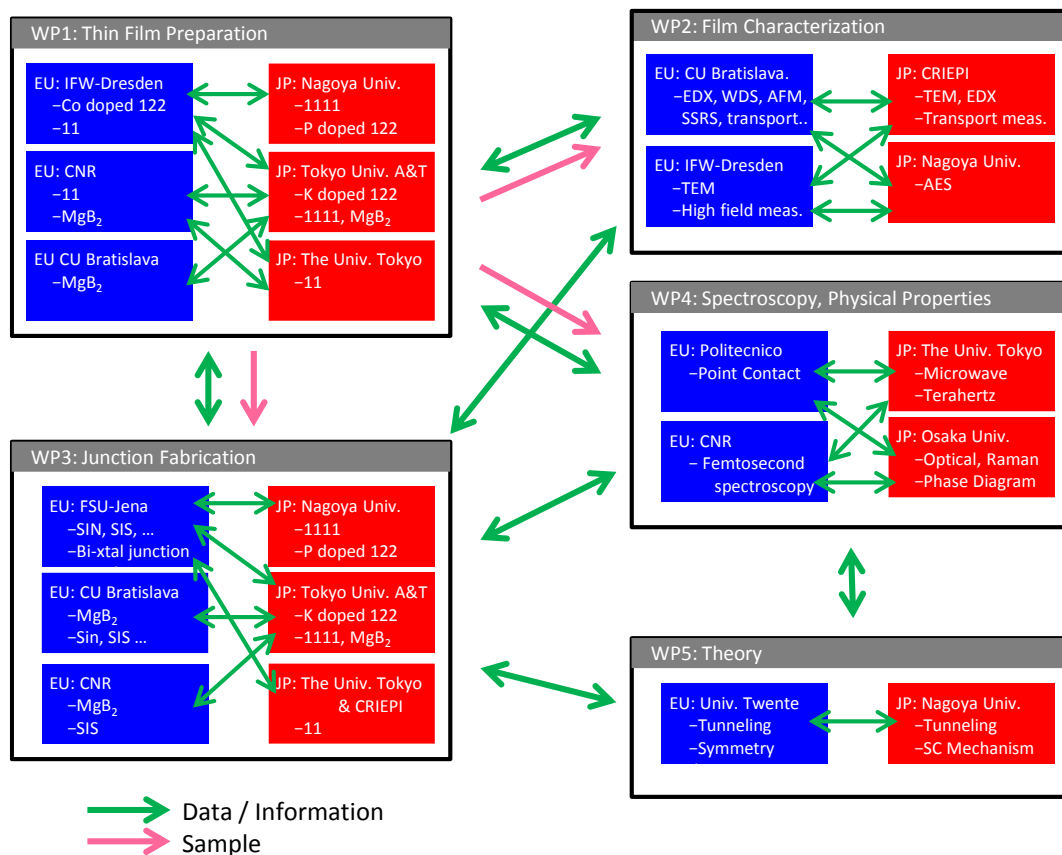 WP1: Thin Film Preparation
EU: IFW-Dresden
−Co doped 122
−11
JP: Nagoya Univ.
−1111
−P doped 122
EU: CNR
−11
−MgB₂
JP: Tokyo Univ. A&T
−K doped 122
−1111, MgB₂
EU CU Bratislava
−MgB₂
JP: The Univ. Tokyo
−11
WP2: Film Characterization
EU: CU Bratislava.
−EDX, WDS, AFM,
SSRS, transport..
JP: CRIEPI
−TEM, EDX
−Transport meas.
EU: IFW-Dresden
−TEM
−High field meas.
JP: Nagoya Univ.
−AES
WP4: Spectroscopy, Physical Properties
EU: Politecnico
−Point Contact
JP: The Univ. Tokyo
−Microwave
−Terahertz
EU: CNR
− Femtosecond
spectroscopy
JP: Osaka Univ.
−Optical, Raman
−Phase Diagram
WP3: Junction Fabrication
EU: FSU-Jena
−SIN, SIS, ...
−Bi-xtal junction
JP: Nagoya Univ.
−1111
−P doped 122
EU: CU Bratislava
−MgB₂
−Sin, SIS ...
JP: Tokyo Univ. A&T
−K doped 122
−1111, MgB₂
EU: CNR
−MgB₂
−SIS
JP: The Univ. Tokyo
& CRIEPI
−11
WP5: Theory
EU: Univ. Twente
−Tunneling
−Symmetry
JP: Nagoya Univ.
−Tunneling
−SC Mechanism
Data / Information
Sample